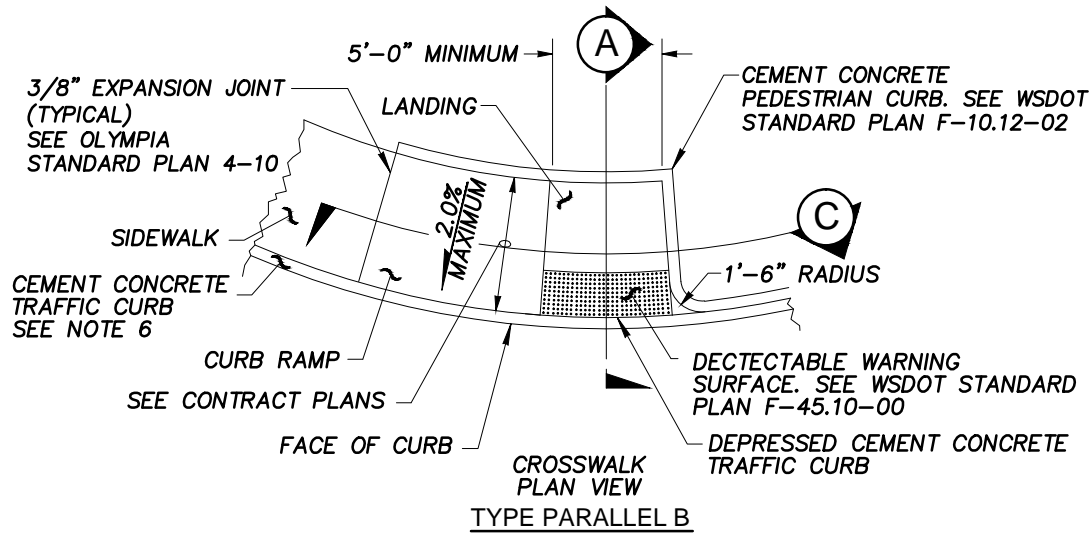 5'-0" MINIMUM
A
3/8" EXPANSION JOINT
(TYPICAL)
SEE OLYMPIA
STANDARD PLAN 4-10
LANDING
CEMENT CONCRETE
PEDESTRIAN CURB. SEE WSDOT
STANDARD PLAN F-10.12-02
2.0%
MAXIMUM
C
SIDEWALK
1'-6" RADIUS
CEMENT CONCRETE
TRAFFIC CURB
SEE NOTE 6
CURB RAMP
DECTECTABLE WARNING
SURFACE. SEE WSDOT STANDARD
PLAN F-45.10-00
SEE CONTRACT PLANS
FACE OF CURB
DEPRESSED CEMENT CONCRETE
TRAFFIC CURB
CROSSWALK
PLAN VIEW
TYPE PARALLEL B